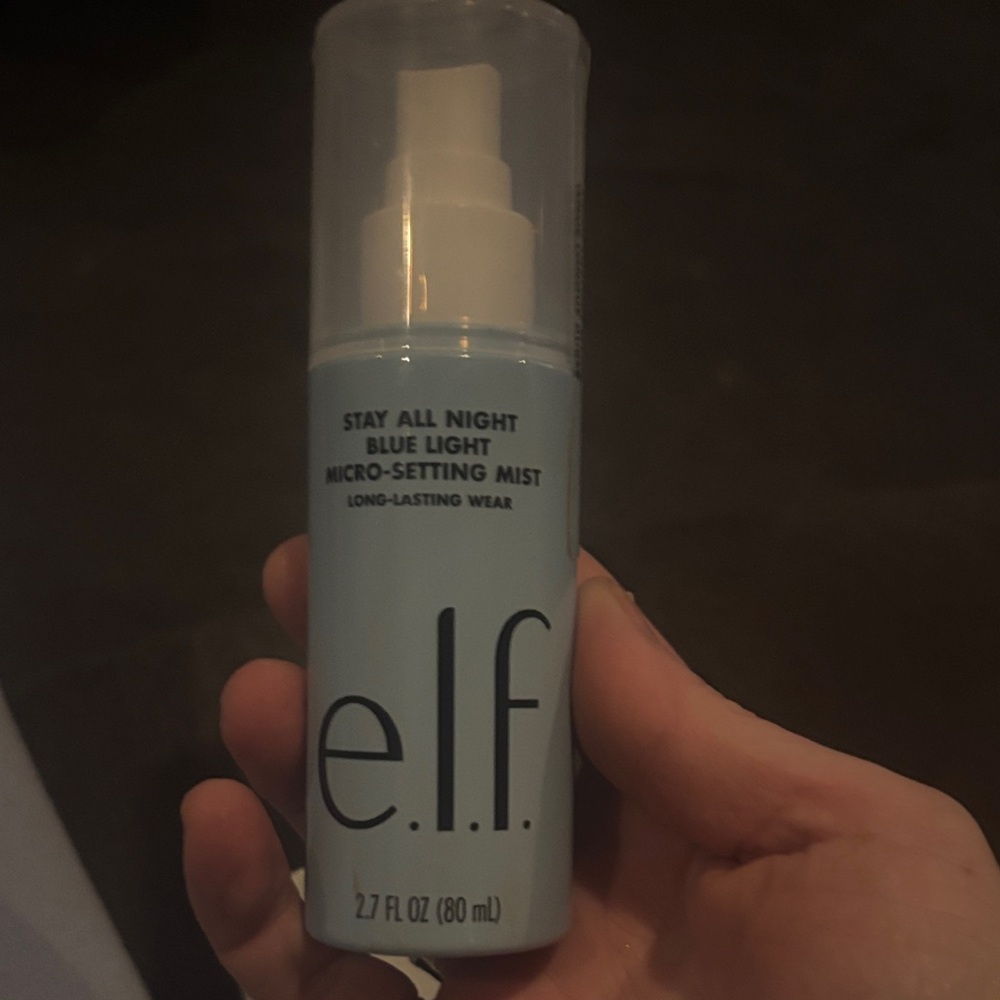 STAY ALL NIGHT
BLUE LIGHT
MICRO-SETTING MIST
LONG-LASTING WEAR
e.l.f.
2.7 FL OZ (80 mL)